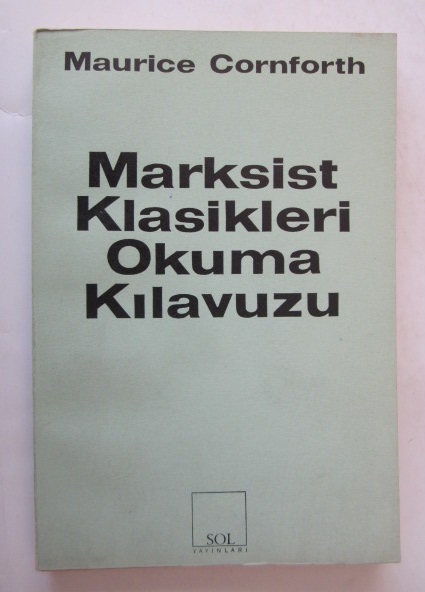 Maurice Cornforth
Marksist
Klasikleri
Okuma
Kılavuzu
SOL
YAYINLARI